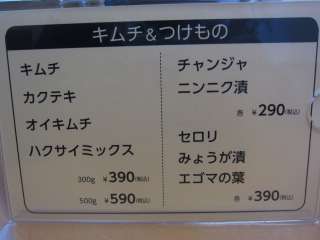 キムチ&つけもの
キムチ
カクテキ
オイキムチ
ハクサイミックス
300g ¥390(税込)
500g ¥590(税込)
チャンジャ
ニンニク漬
各 ¥290(税込)
セロリ
みょうが漬
エゴマの葉
各 ¥390(税込)